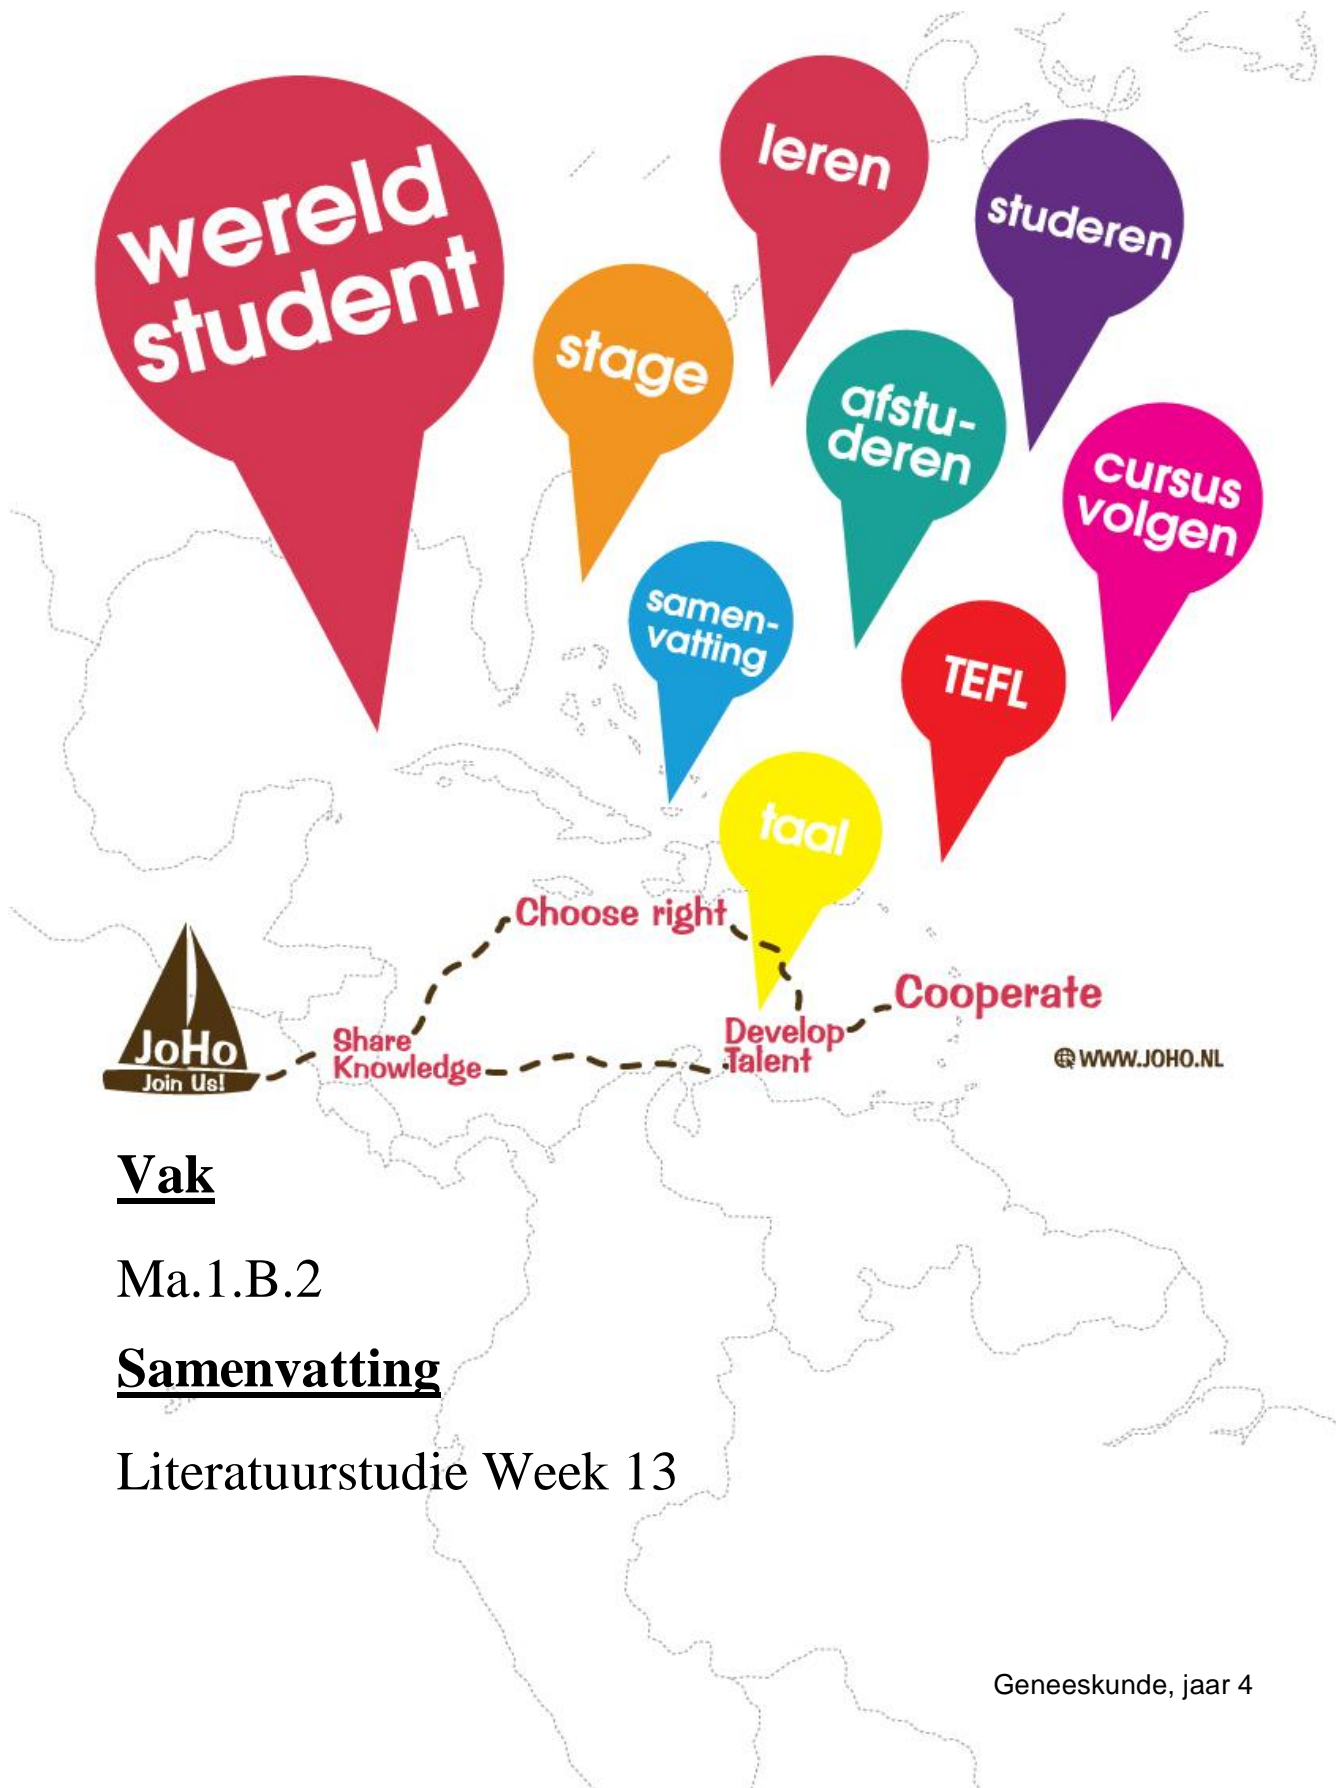 wereld
student
leren
studeren
stage
afstu-
deren
cursus
volgen
samen-
vatting
TEFL
taal
Choose right
Cooperate
JoHo
Join Us!
Share
Knowledge
Develop
Talent
WWW.JOHO.NL
Vak
Ma.1.B.2
Samenvatting
Literatuurstudie Week 13
Geneeskunde, jaar 4